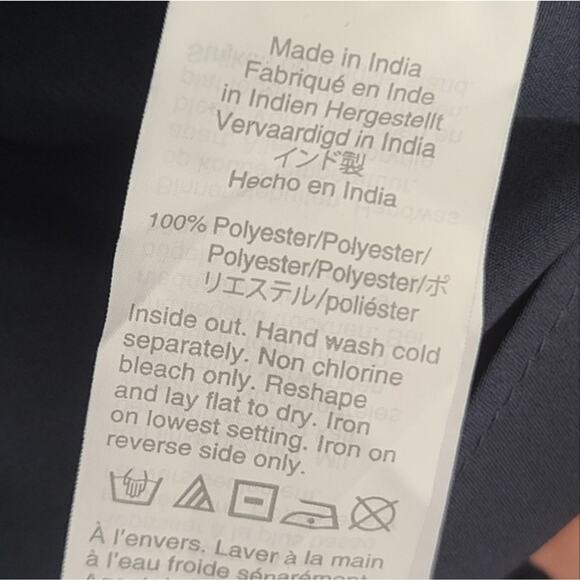 Made in India
Fabriqué en Inde
in Indien Hergestellt
Vervaardigd in India
インド製
Hecho en India
100% Polyester/Polyester/
Polyester/Polyester/ポ
リエステル/poliéster
Inside out. Hand wash cold
separately. Non chlorine
bleach only. Reshape
and lay flat to dry. Iron
on lowest setting. Iron on
reverse side only.
À l'envers. Laver à la main
à l'eau froide séparément